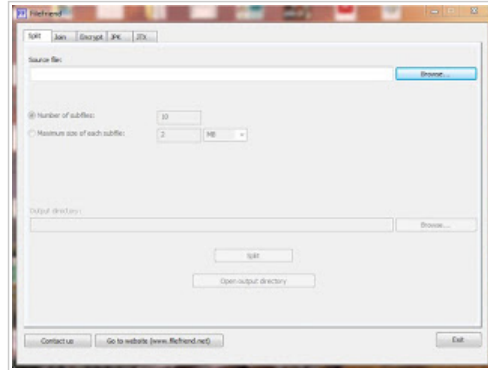 FileFriend
Split Join Encrypt JPK JTX
Source file:
Browse...
Number of subfiles: 10
Maximum size of each subfile: 2 MB
Output directory:
Browse...
Split
Open output directory
Contact us Go to website (www.filefriend.net) Exit